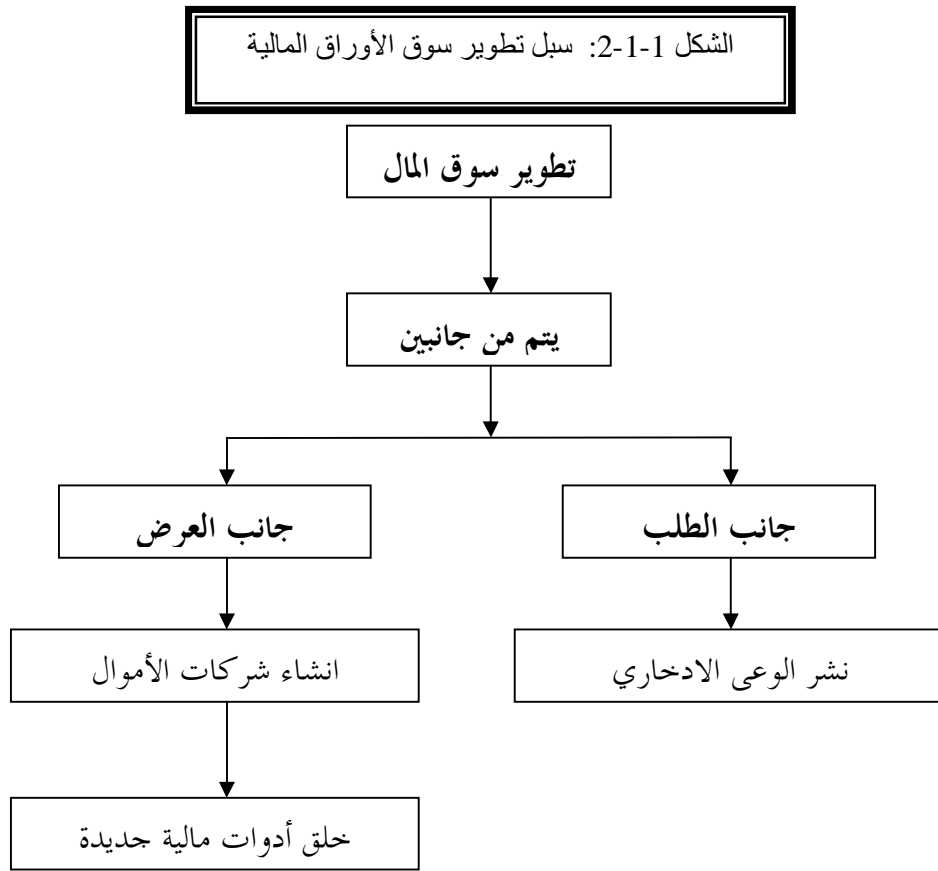 الشكل 1-1-2: سبل تطوير سوق الأوراق المالية
تطوير سوق المال
يتم من جانبين
جانب الطلب
جانب العرض
نشر الوعى الادخاري
انشاء شركات الأموال
خلق أدوات مالية جديدة